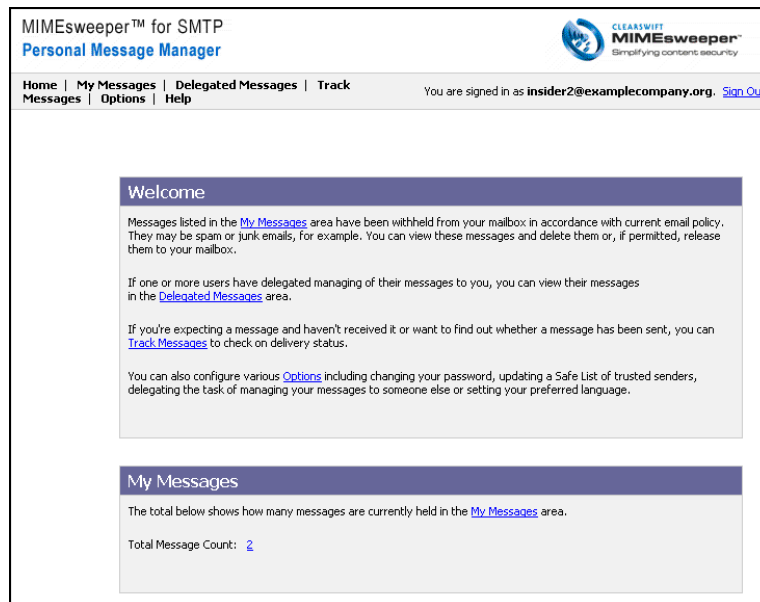 MIMEsweeper™ for SMTP
Personal Message Manager
CLEARSWIFT
MIMEsweeper™
Simplifying content security
Home | My Messages | Delegated Messages | Track
Messages | Options | Help
You are signed in as insider2@examplecompany.org. Sign Ou
Welcome
Messages listed in the My Messages area have been withheld from your mailbox in accordance with current email policy.
They may be spam or junk emails, for example. You can view these messages and delete them or, if permitted, release
them to your mailbox.
If one or more users have delegated managing of their messages to you, you can view their messages
in the Delegated Messages area.
If you're expecting a message and haven't received it or want to find out whether a message has been sent, you can
Track Messages to check on delivery status.
You can also configure various Options including changing your password, updating a Safe List of trusted senders,
delegating the task of managing your messages to someone else or setting your preferred language.
My Messages
The total below shows how many messages are currently held in the My Messages area.
Total Message Count: 2